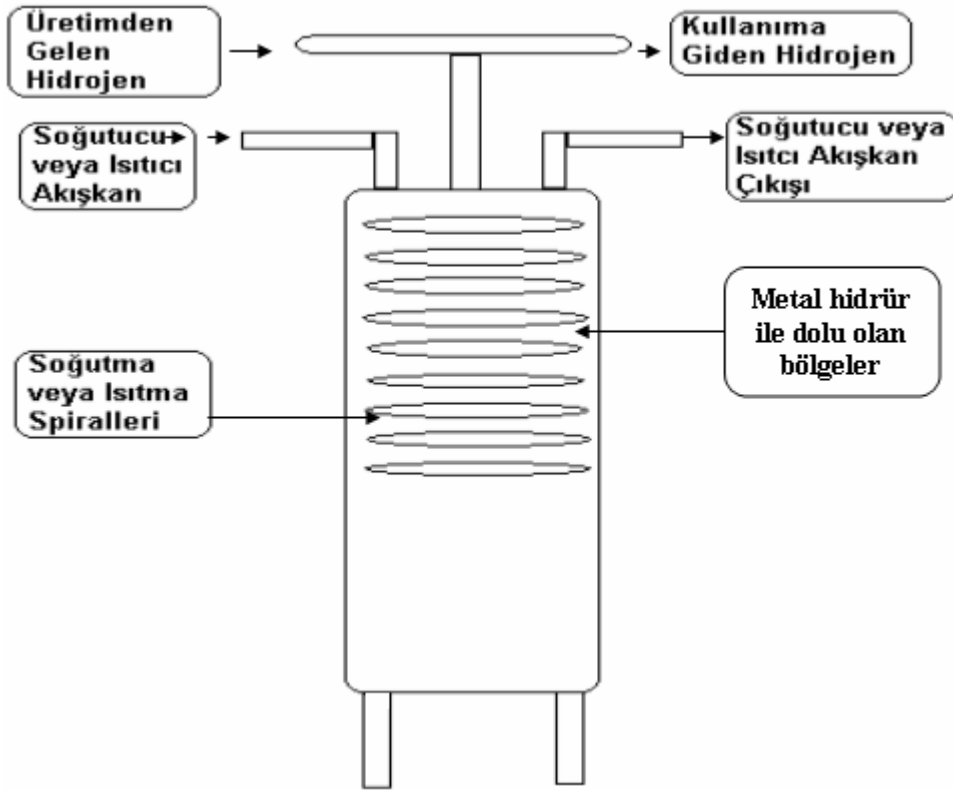 Üretimden
Gelen
Hidrojen
Kullanıma
Giden Hidrojen
Soğutucu
veya Isıtıcı
Akışkan
Soğutucu veya
Isıtcı Akışkan
Çıkışı
Metal hidrür
ile dolu olan
bölgeler
Soğutma
veya Isıtma
Spiralleri